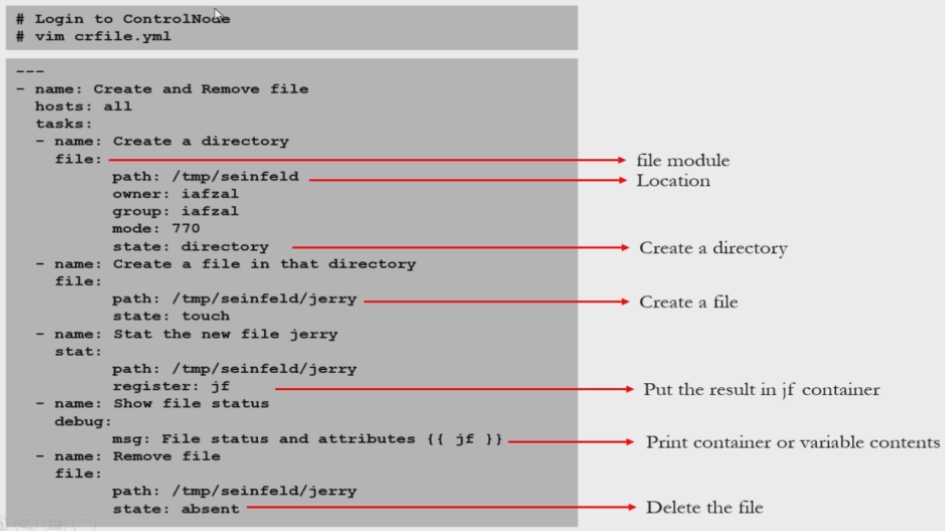 # Login to ControlNode
# vim crfile.yml
---
- name: Create and Remove file
  hosts: all
  tasks:
  - name: Create a directory
    file:
          path: /tmp/seinfeld
          owner: iafzal
          group: iafzal
          mode: 770
          state: directory
  - name: Create a file in that directory
    file:
          path: /tmp/seinfeld/jerry
          state: touch
  - name: Stat the new file jerry
    stat:
          path: /tmp/seinfeld/jerry
          register: jf
  - name: Show file status
    debug:
          msg: File status and attributes {{ jf }}
  - name: Remove file
    file:
          path: /tmp/seinfeld/jerry
          state: absent
file module
Location
Create a directory
Create a file
Put the result in jf container
Print container or variable contents
Delete the file